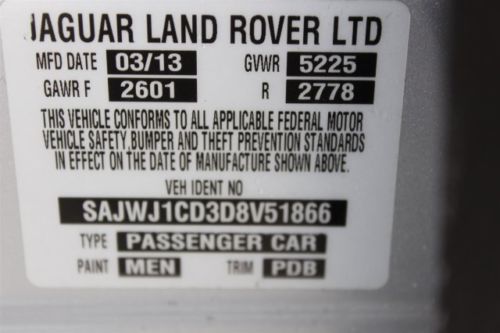 JAGUAR LAND ROVER LTD
MFD DATE 03/13 GVWR 5225
GAWR F 2601 R 2778
THIS VEHICLE CONFORMS TO ALL APPLICABLE FEDERAL MOTOR
VEHICLE SAFETY, BUMPER AND THEFT PREVENTION STANDARDS
IN EFFECT ON THE DATE OF MANUFACTURE SHOWN ABOVE.
VEH IDENT NO
SAJWJ1CD3D8V51866
TYPE PASSENGER CAR
PAINT MEN TRIM PDB